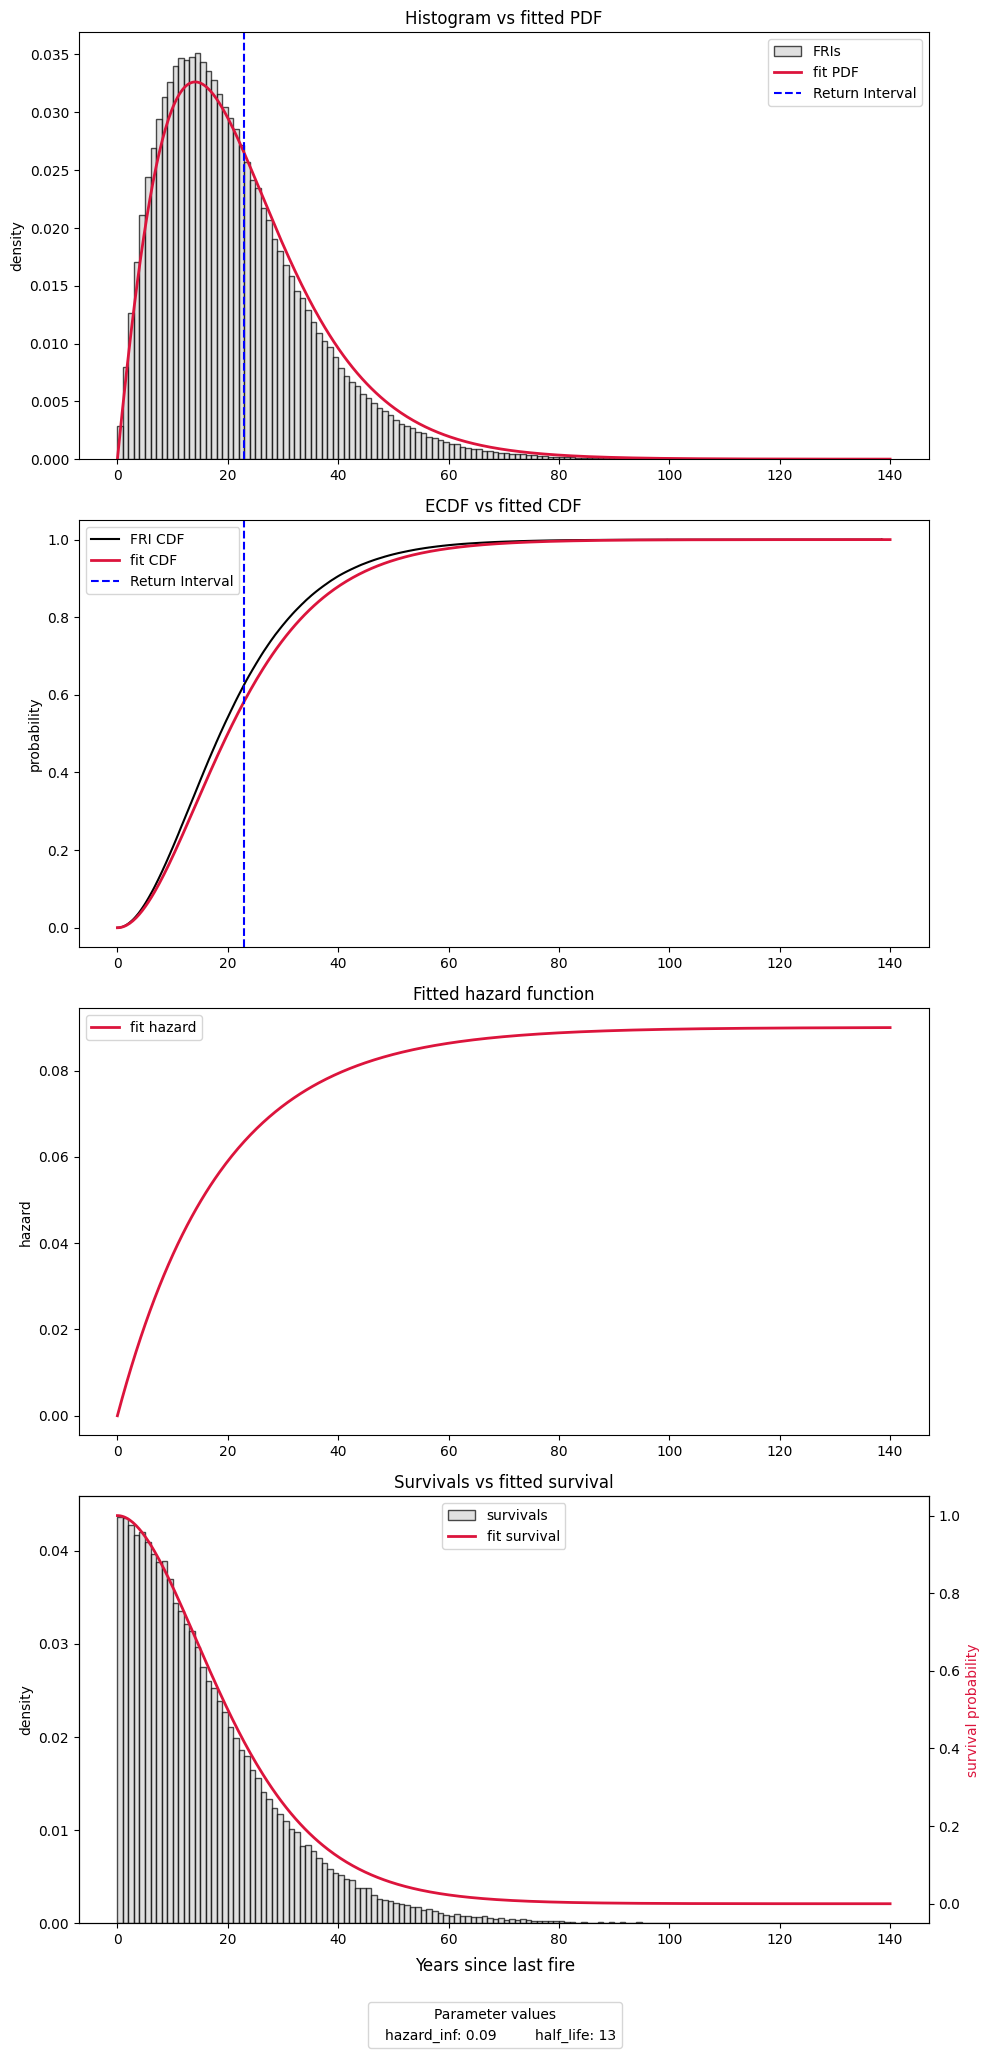 Histogram vs fitted PDF
density
0.035
0.030
0.025
0.020
0.015
0.010
0.005
0.000
FRIs
fit PDF
Return Interval
0 20 40 60 80 100 120 140
ECDF vs fitted CDF
probability
1.0
0.8
0.6
0.4
0.2
0.0
FRI CDF
fit CDF
Return Interval
0 20 40 60 80 100 120 140
Fitted hazard function
hazard
0.08
0.06
0.04
0.02
0.00
fit hazard
0 20 40 60 80 100 120 140
Survivals vs fitted survival
density
0.04
0.03
0.02
0.01
0.00
survivals
fit survival
1.0
0.8
0.6
0.4
0.2
0.0
survival probability
0 20 40 60 80 100 120 140
Years since last fire
Parameter values
hazard_inf: 0.09 half_life: 13